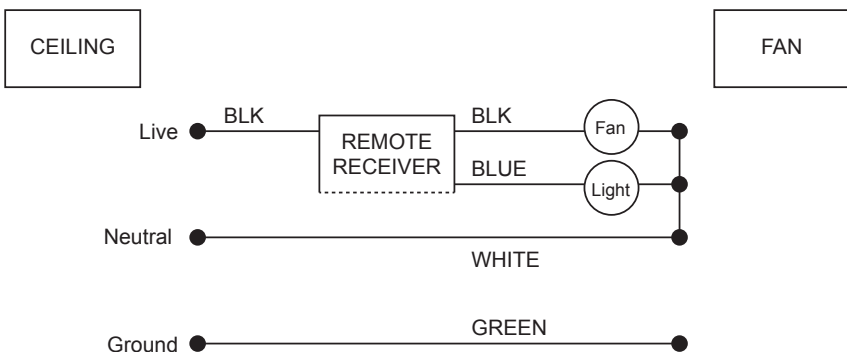 CEILING
FAN
Live
BLK
REMOTE
RECEIVER
BLK
Fan
BLUE
Light
Neutral
WHITE
Ground
GREEN